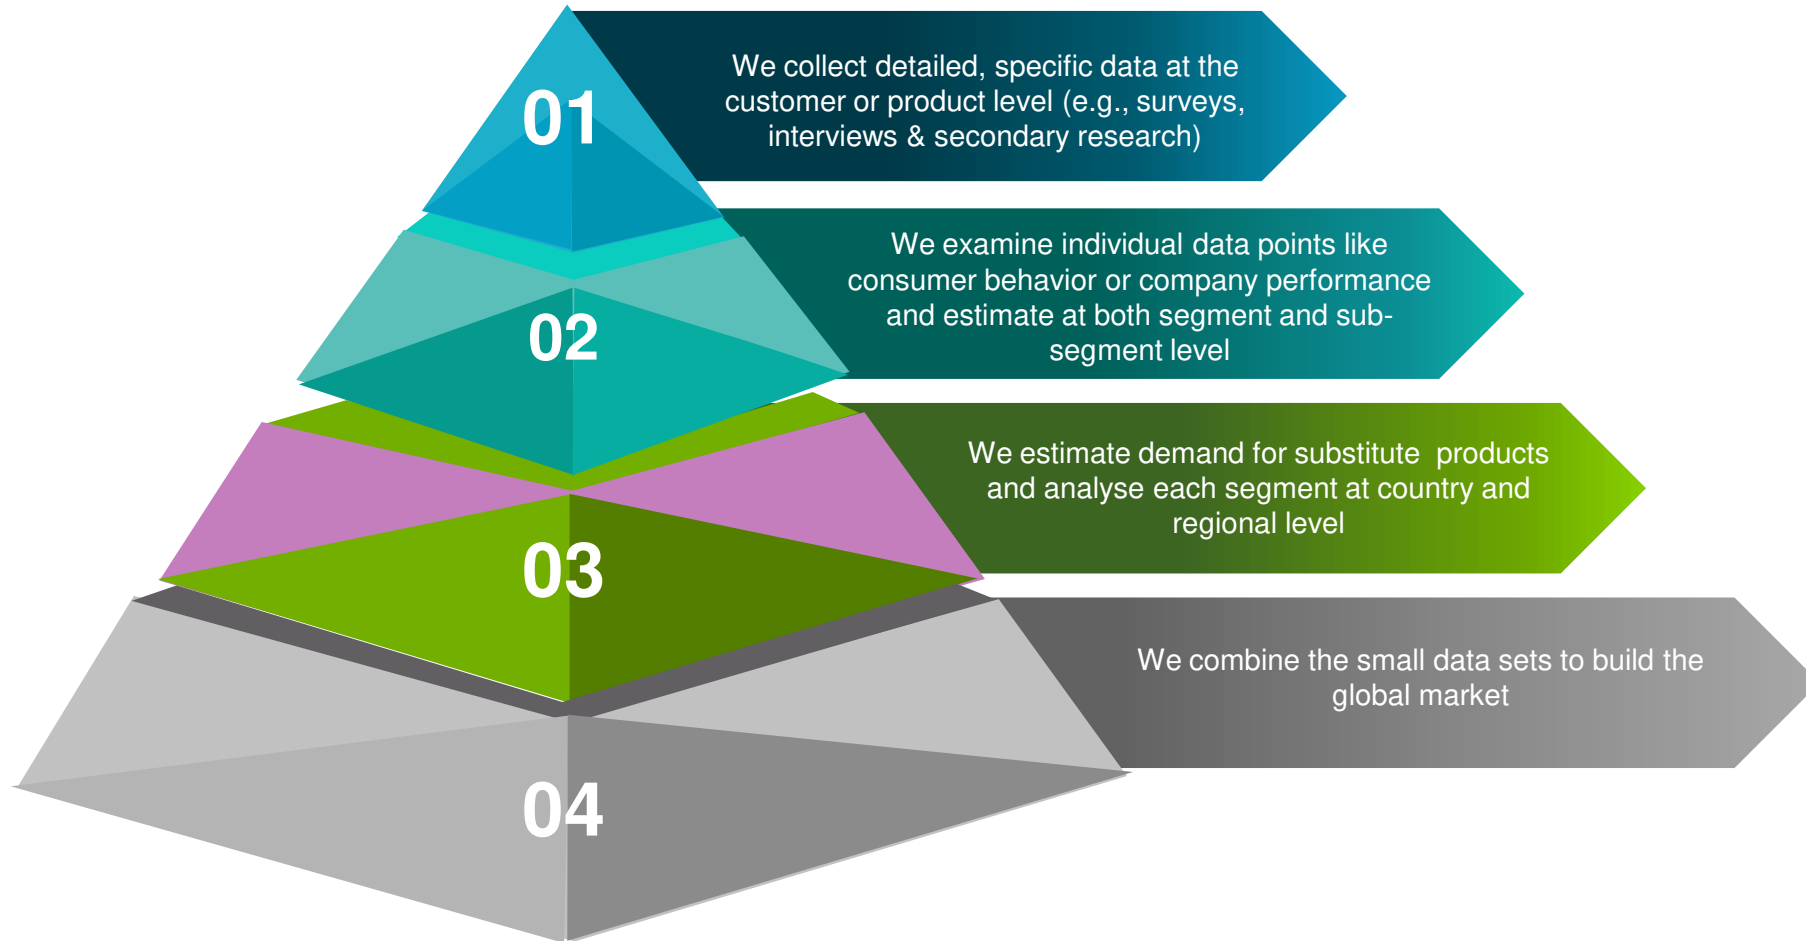 01
We collect detailed, specific data at the
customer or product level (e.g., surveys,
interviews & secondary research)
02
We examine individual data points like
consumer behavior or company performance
and estimate at both segment and sub-
segment level
03
We estimate demand for substitute  products
and analyse each segment at country and
regional level
04
We combine the small data sets to build the
global market